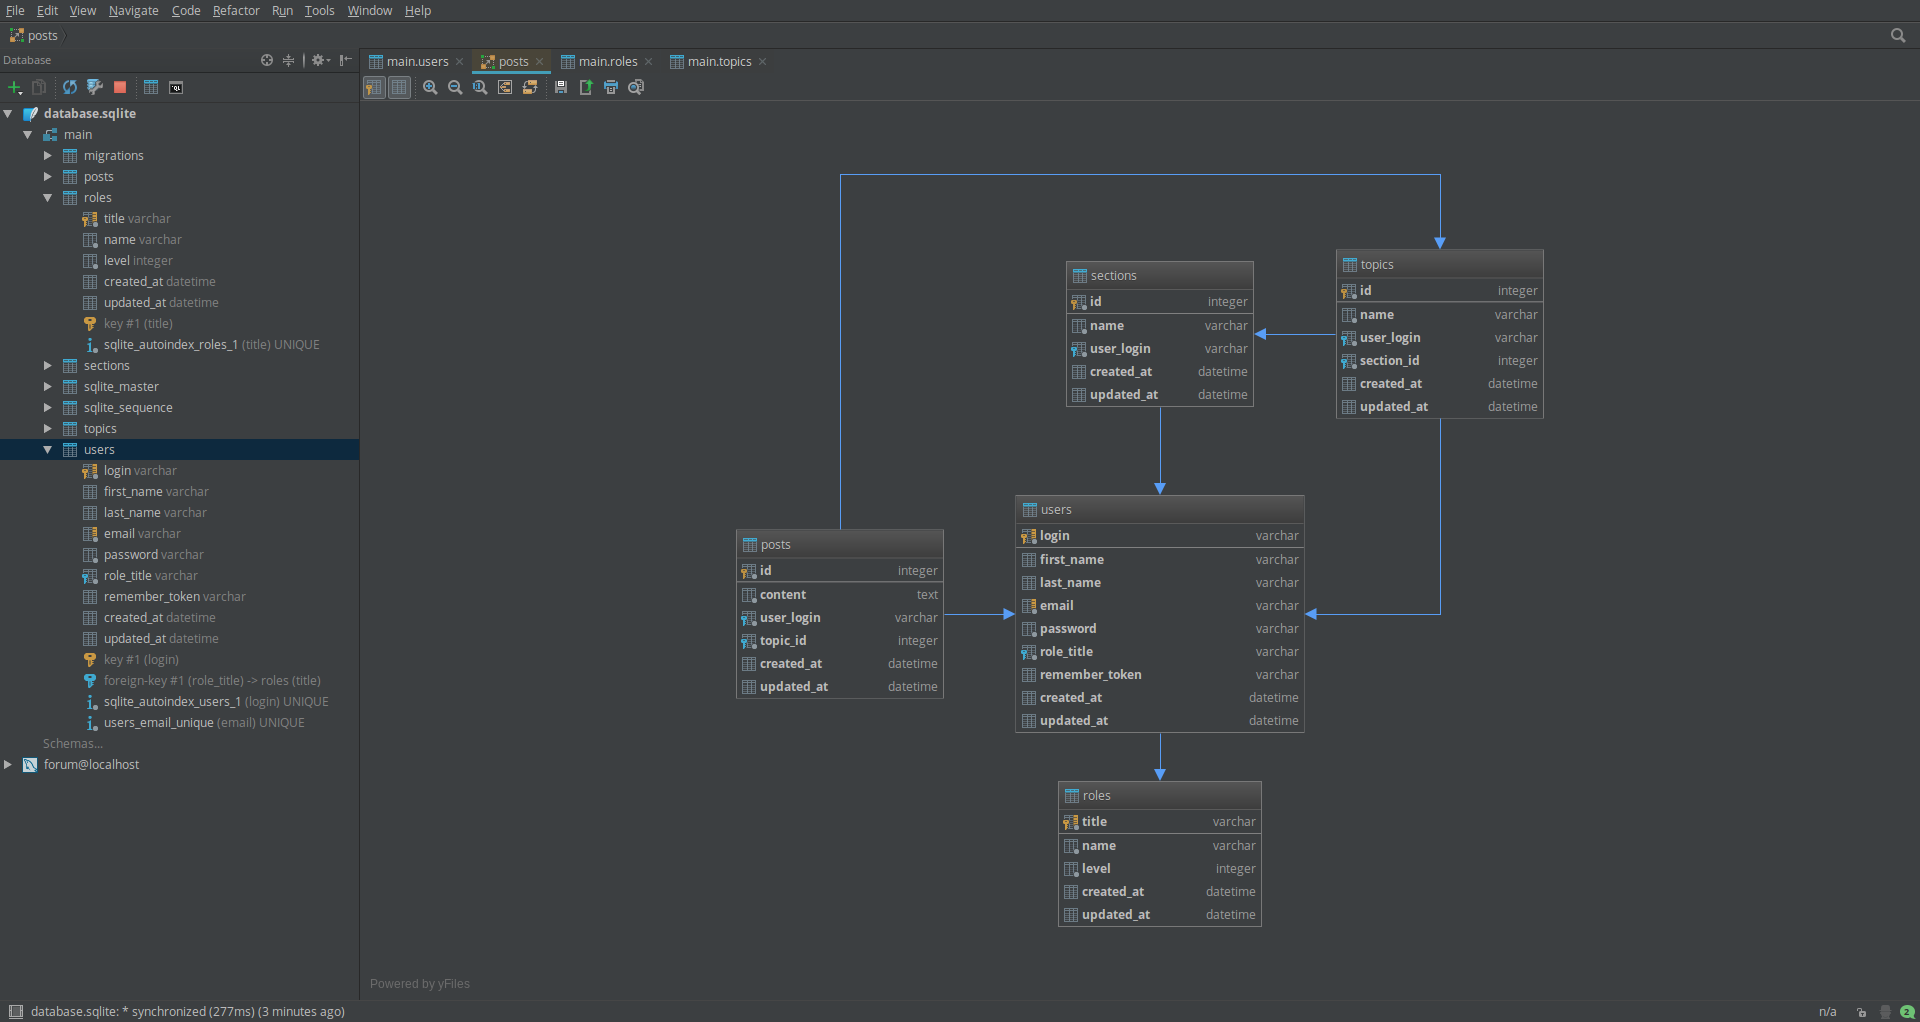 File Edit View Navigate Code Refactor Run Tools Window Help
posts
Database
main.users posts main.roles main.topics
database.sqlite
main
migrations
posts
roles
title varchar
name varchar
level integer
created_at datetime
updated_at datetime
key #1 (title)
sqlite_autoindex_roles_1 (title) UNIQUE
sections
sqlite_master
sqlite_sequence
topics
users
login varchar
first_name varchar
last_name varchar
email varchar
password varchar
role_title varchar
remember_token varchar
created_at datetime
updated_at datetime
key #1 (login)
foreign-key #1 (role_title) -> roles (title)
sqlite_autoindex_users_1 (login) UNIQUE
users_email_unique (email) UNIQUE
Schemas...
forum@localhost
sections
id integer
name varchar
user_login varchar
created_at datetime
updated_at datetime
topics
id integer
name varchar
user_login varchar
section_id integer
created_at datetime
updated_at datetime
posts
id integer
content text
user_login varchar
topic_id integer
created_at datetime
updated_at datetime
users
login varchar
first_name varchar
last_name varchar
email varchar
password varchar
role_title varchar
remember_token varchar
created_at datetime
updated_at datetime
roles
title varchar
name varchar
level integer
created_at datetime
updated_at datetime
Powered by yFiles
database.sqlite: * synchronized (277ms) (3 minutes ago)
n/a
2